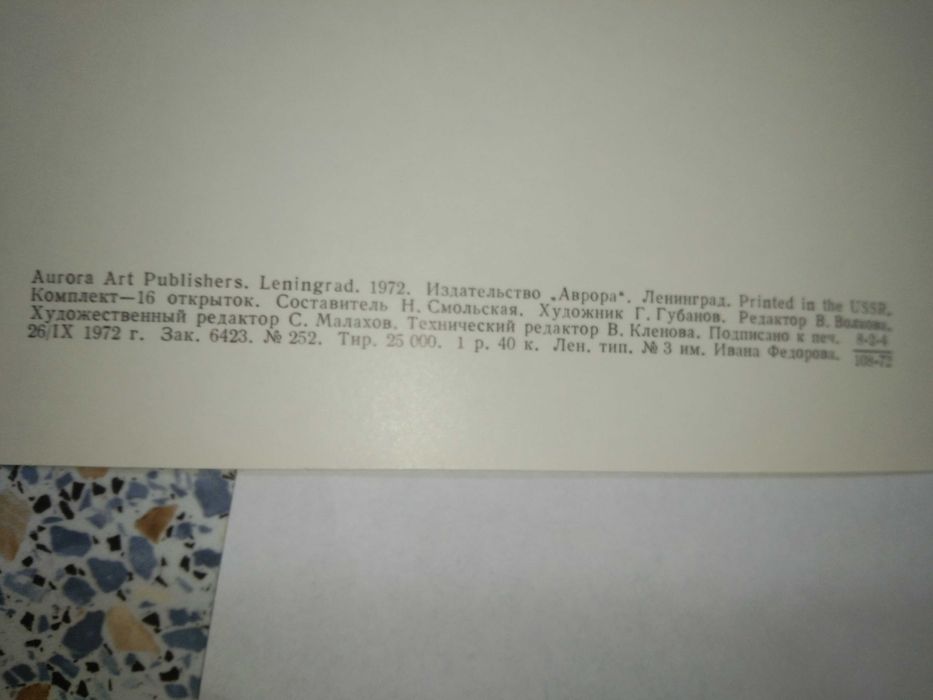 Aurora Art Publishers. Leningrad. 1972. Издательство „Аврора“. Ленинград. Printed in the USSR.
Комплект—16 открыток. Составитель Н. Смольская. Художник Г. Губанов. Редактор В. Волкова.
Художественный редактор С. Малахов. Технический редактор В. Кленова. Подписано к печ. 8-2-4
26/IX 1972 г. Зак. 6423. № 252. Тир. 25 000. 1 р. 40 к. Лен. тип. № 3 им. Ивана Федорова. 108-72